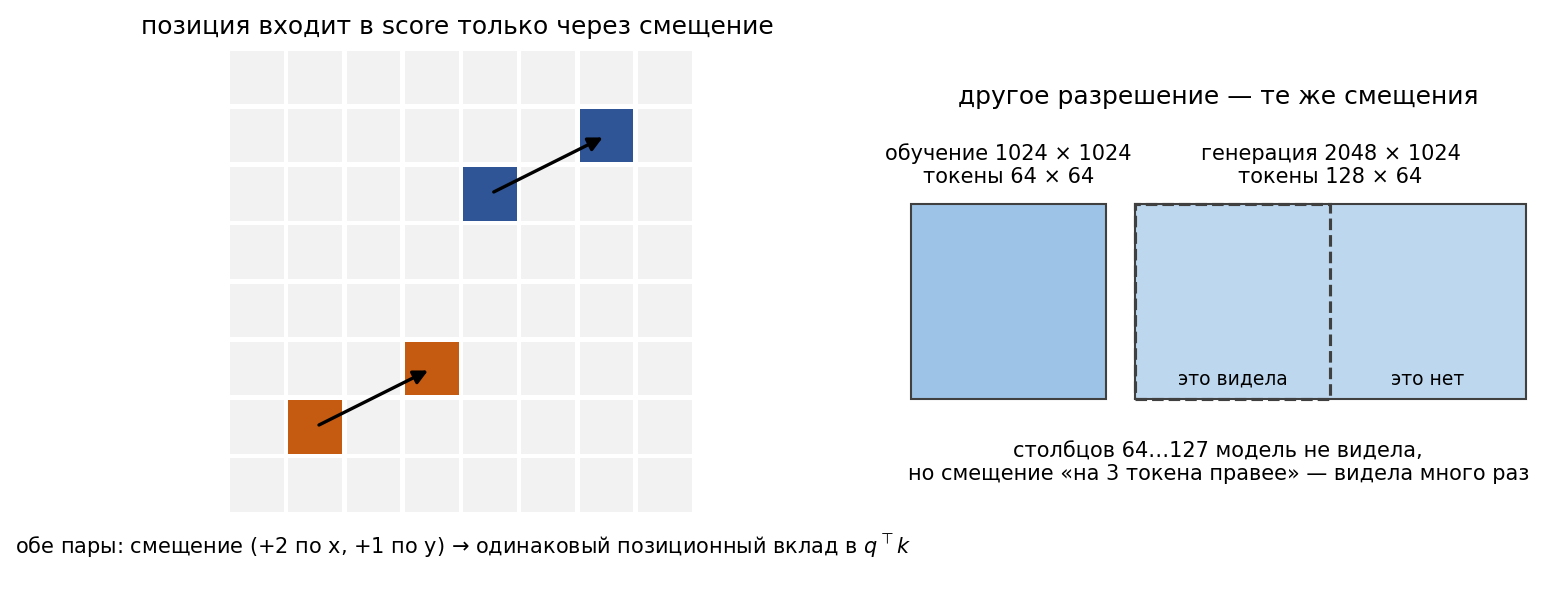 позиция входит в score только через смещение
обе пары: смещение (+2 по x, +1 по y) → одинаковый позиционный вклад в q⊤k
другое разрешение — те же смещения
обучение 1024 × 1024
токены 64 × 64
генерация 2048 × 1024
токены 128 × 64
это видела
это нет
столбцов 64…127 модель не видела,
но смещение «на 3 токена правее» — видела много раз